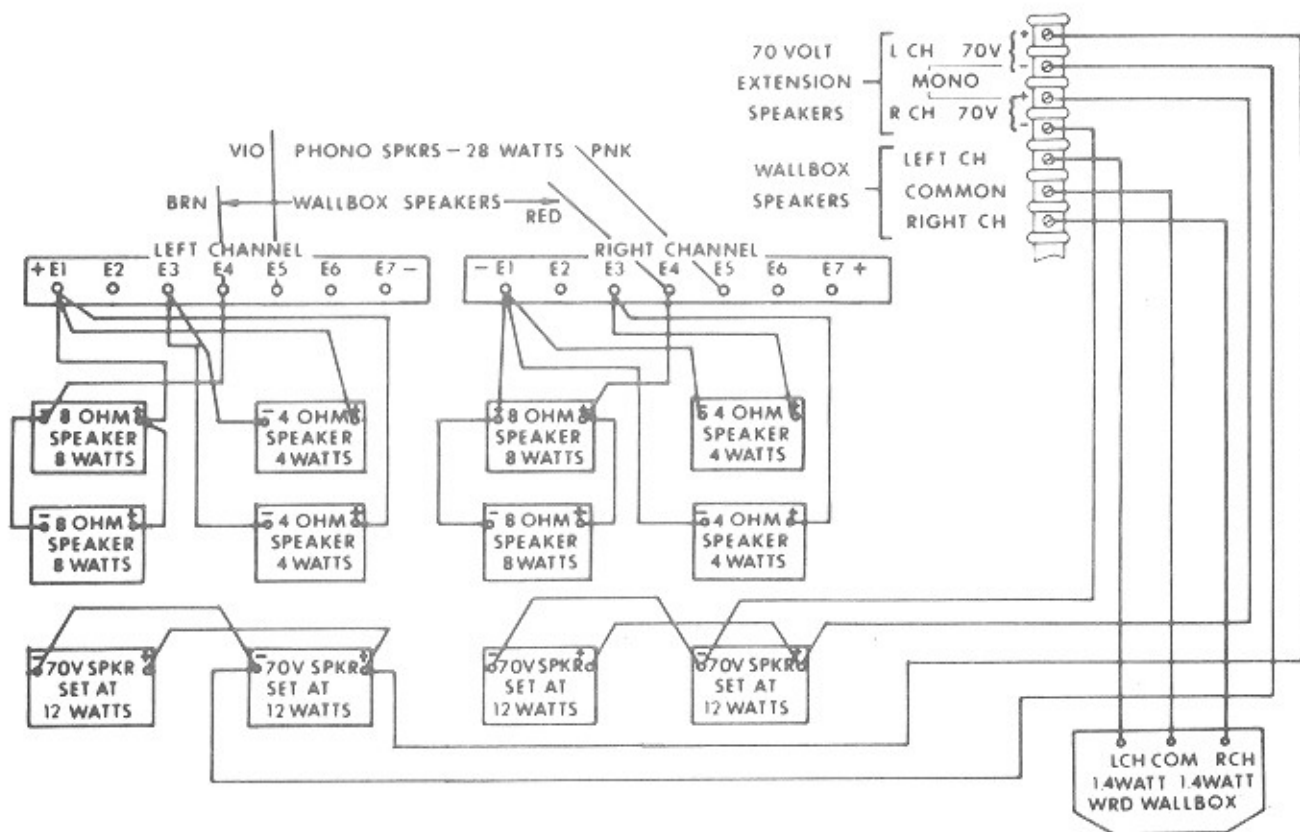 70 VOLT
EXTENSION
SPEAKERS
L CH 70V { +
-
MONO
R CH 70V { +
-
WALLBOX
SPEAKERS
LEFT CH
COMMON
RIGHT CH
VIO PHONO SPKRS – 28 WATTS PNK
BRN WALLBOX SPEAKERS RED
LEFT CHANNEL
+ E1 E2 E3 E4 E5 E6 E7 -
RIGHT CHANNEL
- E1 E2 E3 E4 E5 E6 E7 +
- 8 OHM +
SPEAKER
8 WATTS
- 4 OHM +
SPEAKER
4 WATTS
8 OHM +
SPEAKER
8 WATTS
4 OHM +
SPEAKER
4 WATTS
- 8 OHM +
SPEAKER
8 WATTS
- 4 OHM +
SPEAKER
4 WATTS
- 8 OHM +
SPEAKER
8 WATTS
- 4 OHM +
SPEAKER
4 WATTS
- 70V SPKR +
SET AT
12 WATTS
- 70V SPKR +
SET AT
12 WATTS
- 70V SPKR +
SET AT
12 WATTS
- 70V SPKR +
SET AT
12 WATTS
LCH COM RCH
1.4WATT 1.4WATT
WRD WALLBOX